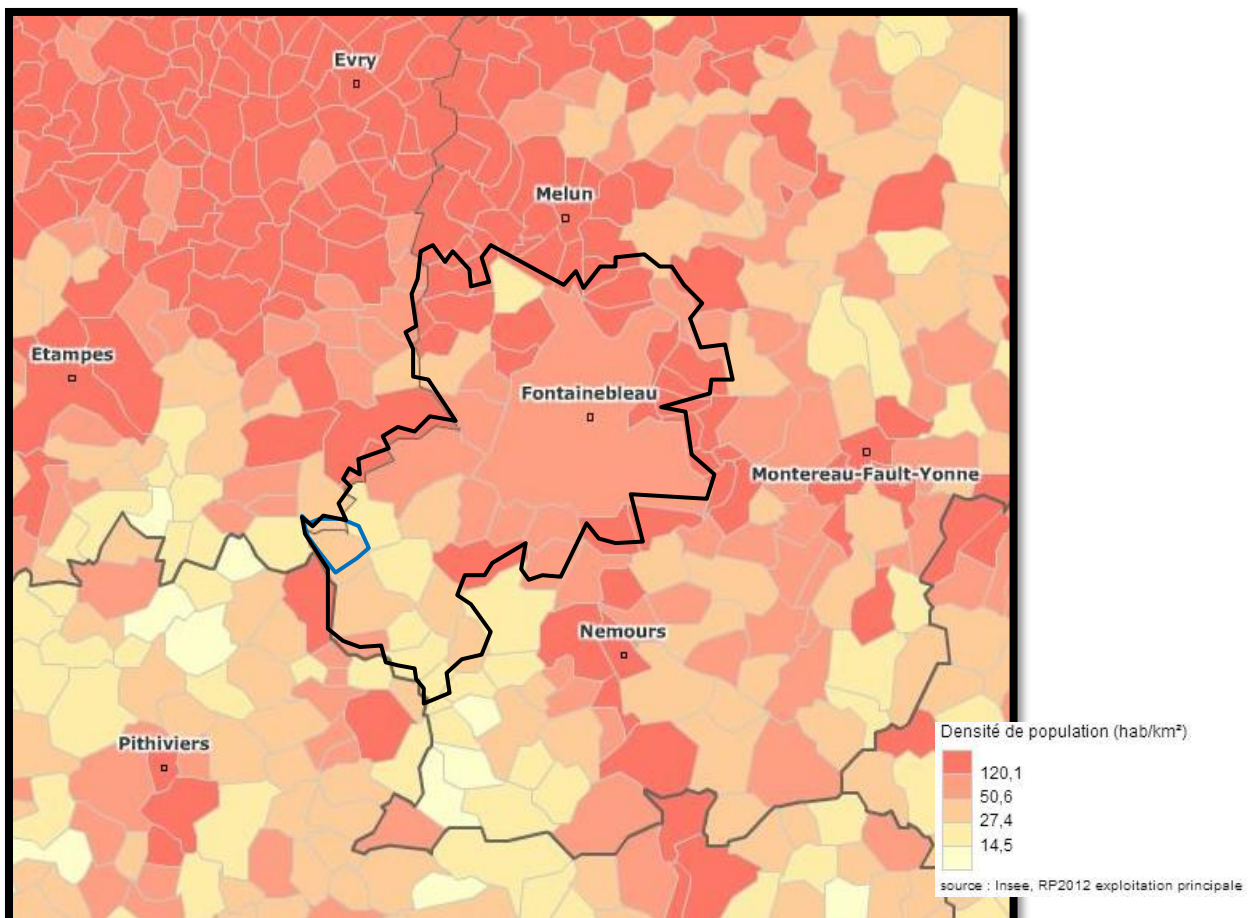 Evry
Melun
Etampes
Fontainebleau
Montereau-Fault-Yonne
Nemours
Pithiviers
Densité de population (hab/km²)
120,1
50,6
27,4
14,5
source : Insee, RP2012 exploitation principale